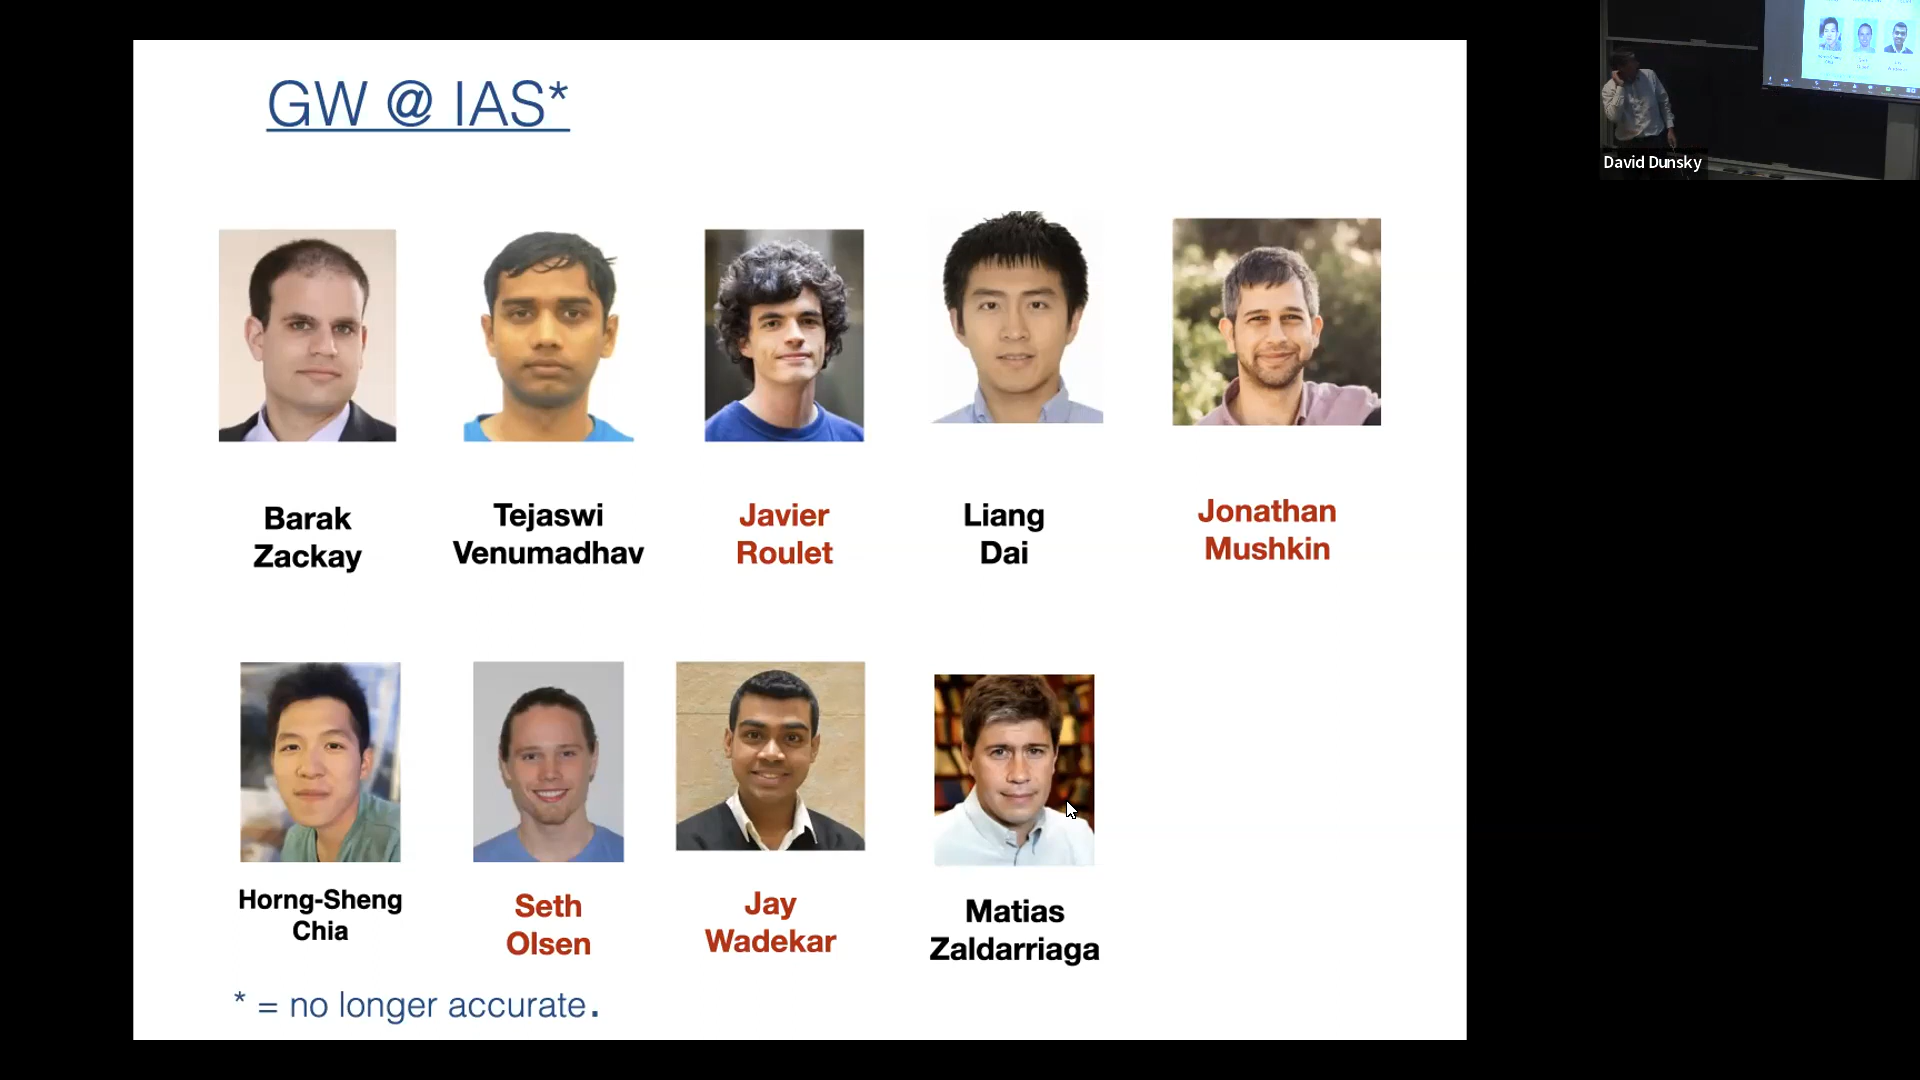 GW @ IAS*
David Dunsky
Barak
Zackay
Tejaswi
Venumadhav
Javier
Roulet
Liang
Dai
Jonathan
Mushkin
Horng-Sheng
Chia
Seth
Olsen
Jay
Wadekar
Matias
Zaldarriaga
* = no longer accurate.